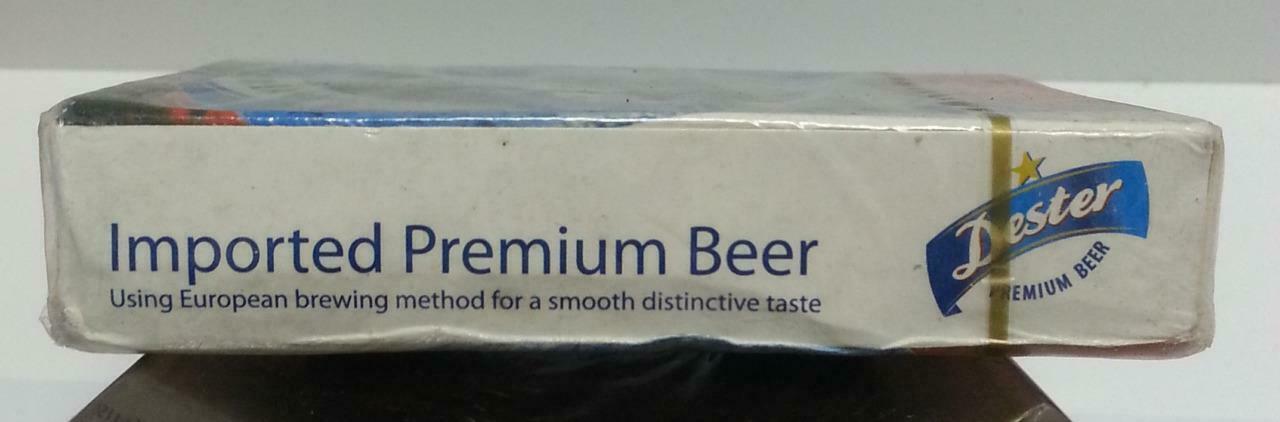 Imported Premium Beer
Using European brewing method for a smooth distinctive taste
Dester
PREMIUM BEER